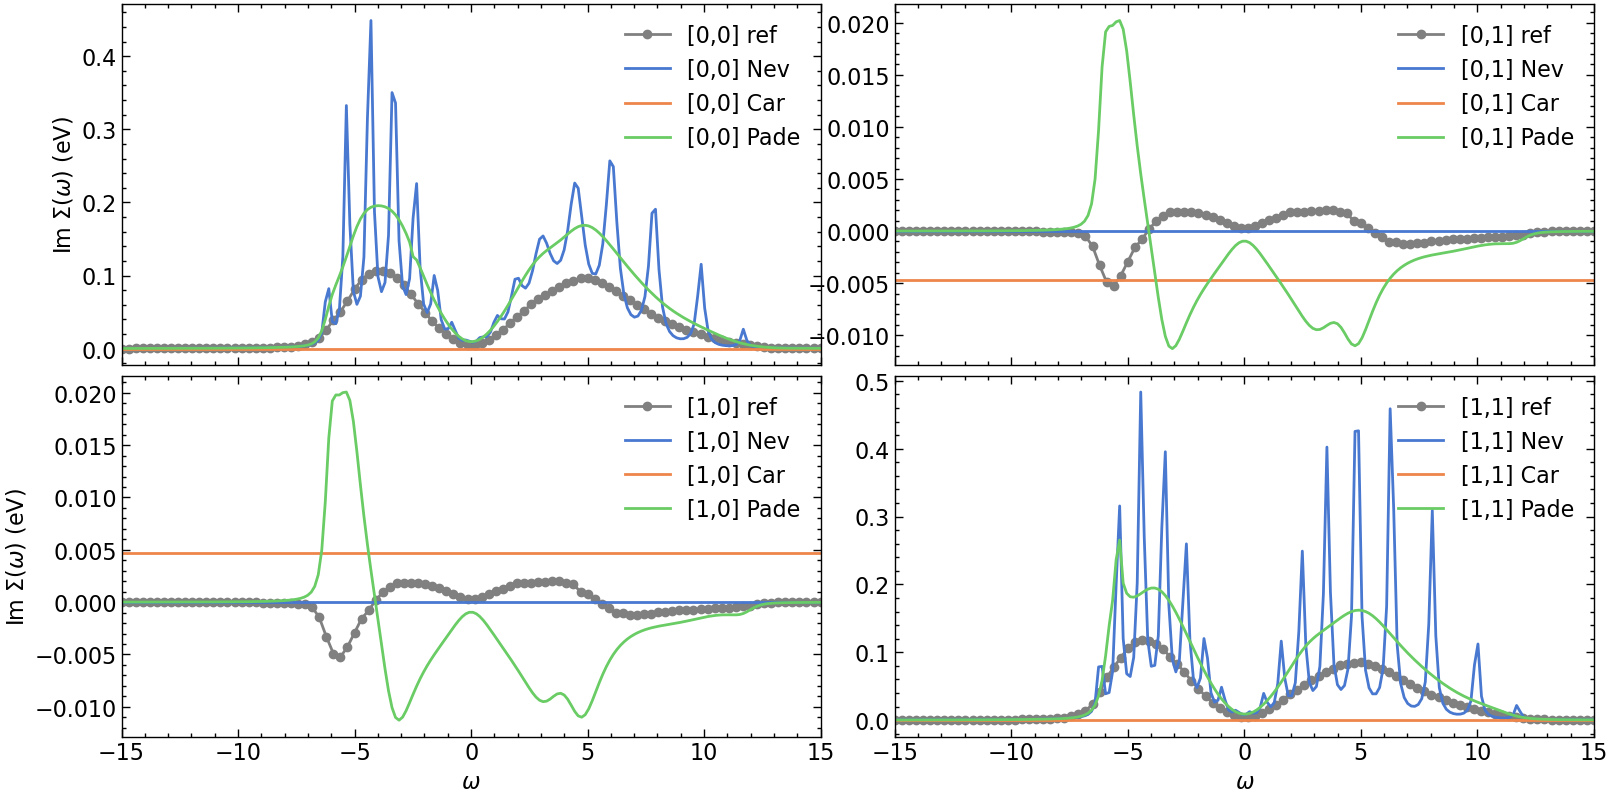 Im Σ(ω) (eV)
0.4
0.3
0.2
0.1
0.0
[0,0] ref
[0,0] Nev
[0,0] Car
[0,0] Pade
0.020
0.015
0.010
0.005
0.000
−0.005
−0.010
[0,1] ref
[0,1] Nev
[0,1] Car
[0,1] Pade
Im Σ(ω) (eV)
0.020
0.015
0.010
0.005
0.000
−0.005
−0.010
[1,0] ref
[1,0] Nev
[1,0] Car
[1,0] Pade
−15 −10 −5 0 5 10 15
ω
0.5
0.4
0.3
0.2
0.1
0.0
[1,1] ref
[1,1] Nev
[1,1] Car
[1,1] Pade
−15 −10 −5 0 5 10 15
ω